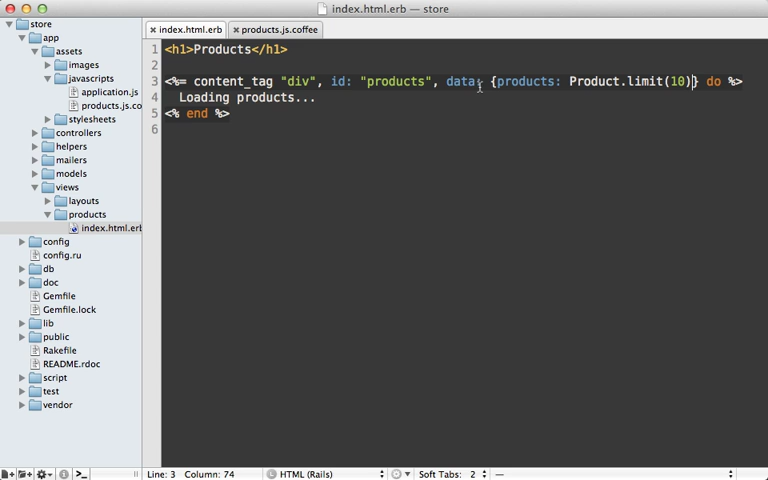 index.html.erb — store
store
app
assets
images
javascripts
application.js
products.js.co
stylesheets
controllers
helpers
mailers
models
views
layouts
products
index.html.erb
config
config.ru
db
doc
Gemfile
Gemfile.lock
lib
public
Rakefile
README.rdoc
script
test
vendor
index.html.erb
products.js.coffee
1 <h1>Products</h1>
2
3 <%= content_tag "div", id: "products", data: {products: Product.limit(10)} do %>
4 Loading products...
5 <% end %>
6
Line: 3 Column: 74
HTML (Rails)
Soft Tabs: 2
—